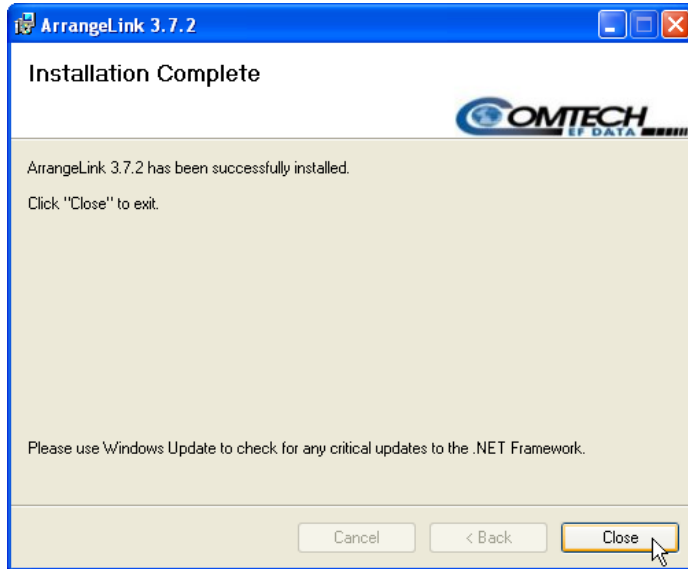 ArrangeLink 3.7.2
Installation Complete
COMTECH
EF DATA
ArrangeLink 3.7.2 has been successfully installed.
Click "Close" to exit.
Please use Windows Update to check for any critical updates to the .NET Framework.
Cancel
< Back
Close